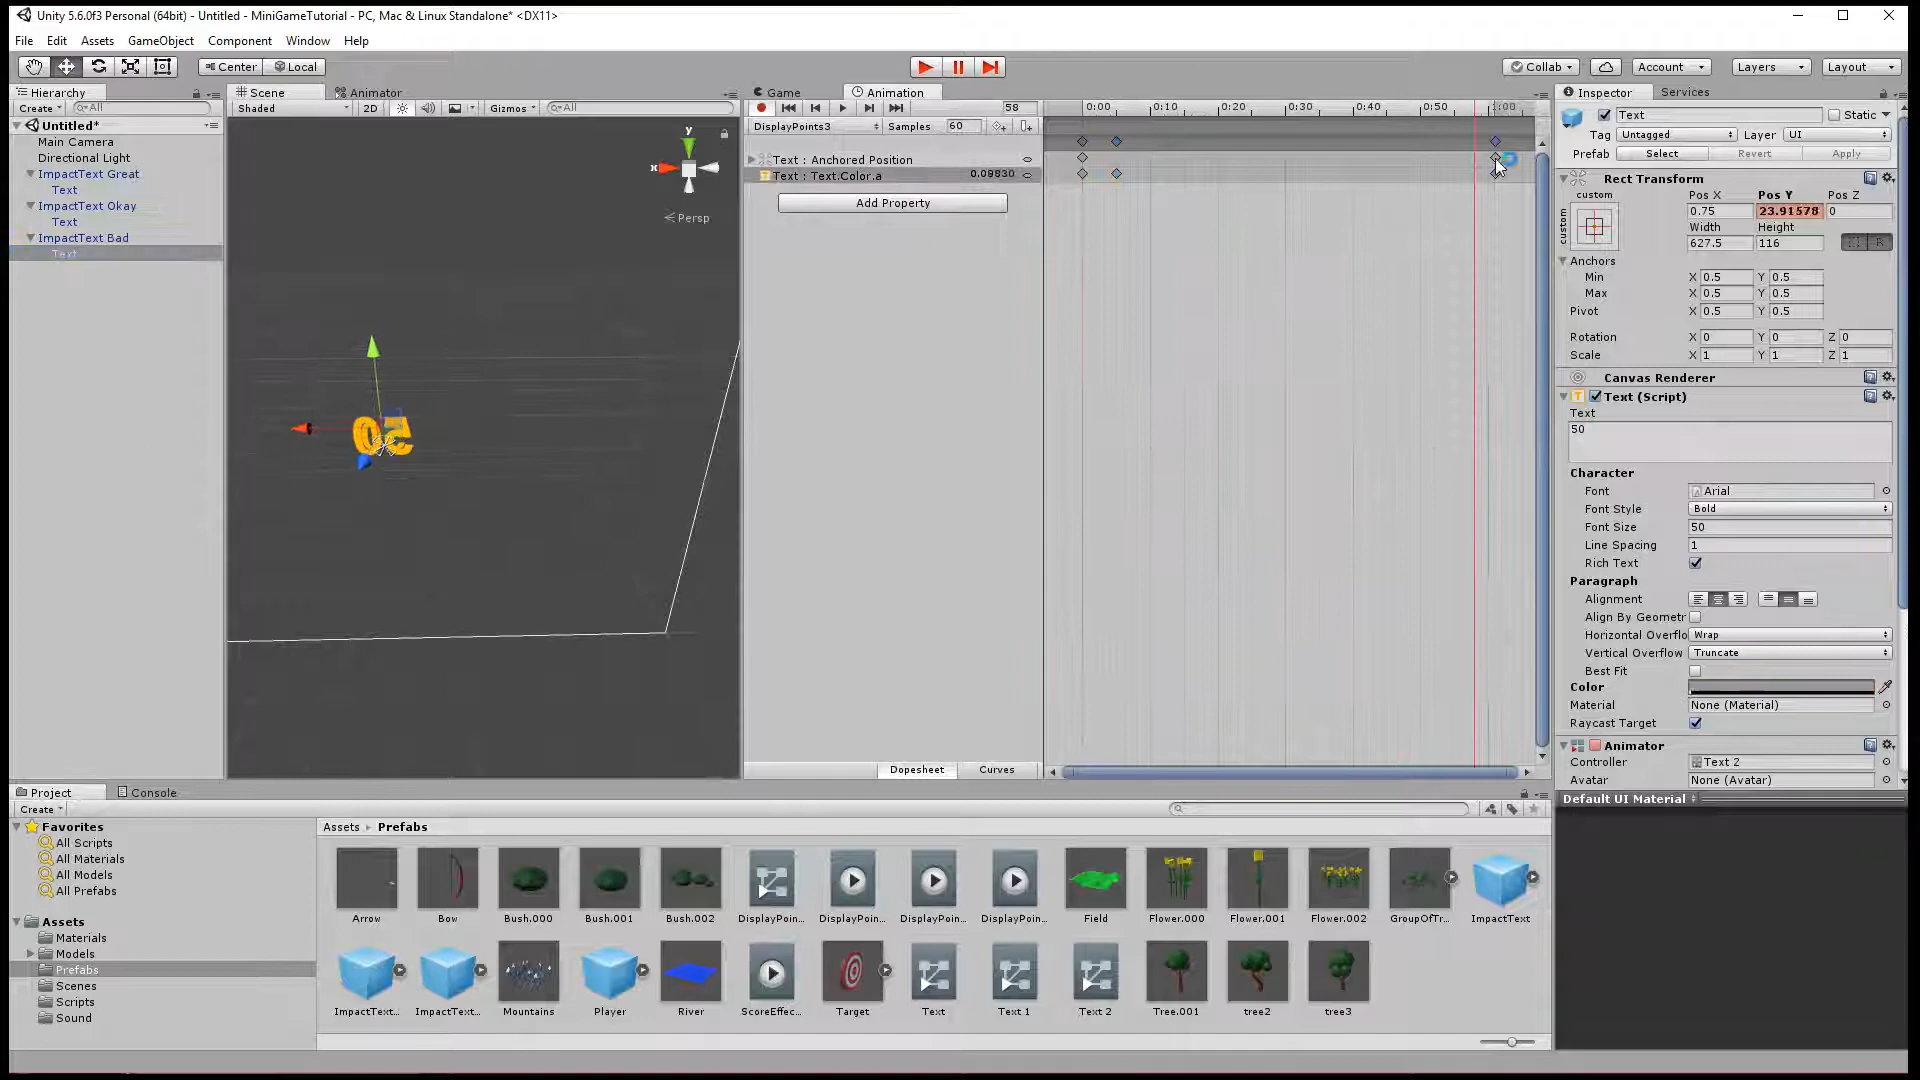 Unity 5.6.0f3 Personal (64bit) - Untitled - MiniGameTutorial - PC, Mac & Linux Standalone* <DX11>
File Edit Assets GameObject Component Window Help
Center Local Collab Account Layers Layout
Hierarchy
Create All
Untitled*
Main Camera
Directional Light
ImpactText Great
Text
ImpactText Okay
Text
ImpactText Bad
Text
Scene Animator
Shaded 2D Gizmos All
y
x
Persp
50
Game Animation
58
0:00 0:10 0:20 0:30 0:40 0:50 1:00
DisplayPoints3 Samples 60
Text : Anchored Position
Text : Text.Color.a 0.09830
Add Property
Dopesheet Curves
Inspector Services
Text Static
Tag Untagged Layer UI
Prefab Select Revert Apply
Rect Transform
custom Pos X Pos Y Pos Z
custom 0.75 23.91578 0
Width Height
627.5 116 R
Anchors
Min X 0.5 Y 0.5
Max X 0.5 Y 0.5
Pivot X 0.5 Y 0.5
Rotation X 0 Y 0 Z 0
Scale X 1 Y 1 Z 1
Canvas Renderer
Text (Script)
Text
50
Character
Font Arial
Font Style Bold
Font Size 50
Line Spacing 1
Rich Text
Paragraph
Alignment
Align By Geometr
Horizontal Overflo Wrap
Vertical Overflow Truncate
Best Fit
Color
Material None (Material)
Raycast Target
Animator
Controller Text 2
Avatar None (Avatar)
Default UI Material
Project Console
Create
Favorites
All Scripts
All Materials
All Models
All Prefabs
Assets
Materials
Models
Prefabs
Scenes
Scripts
Sound
Assets Prefabs
Arrow Bow Bush.000 Bush.001 Bush.002 DisplayPoin... DisplayPoin... DisplayPoin... DisplayPoin... Field Flower.000 Flower.001 Flower.002 GroupOfTr... ImpactText
ImpactText... ImpactText... Mountains Player River ScoreEffec... Target Text Text 1 Text 2 Tree.001 tree2 tree3